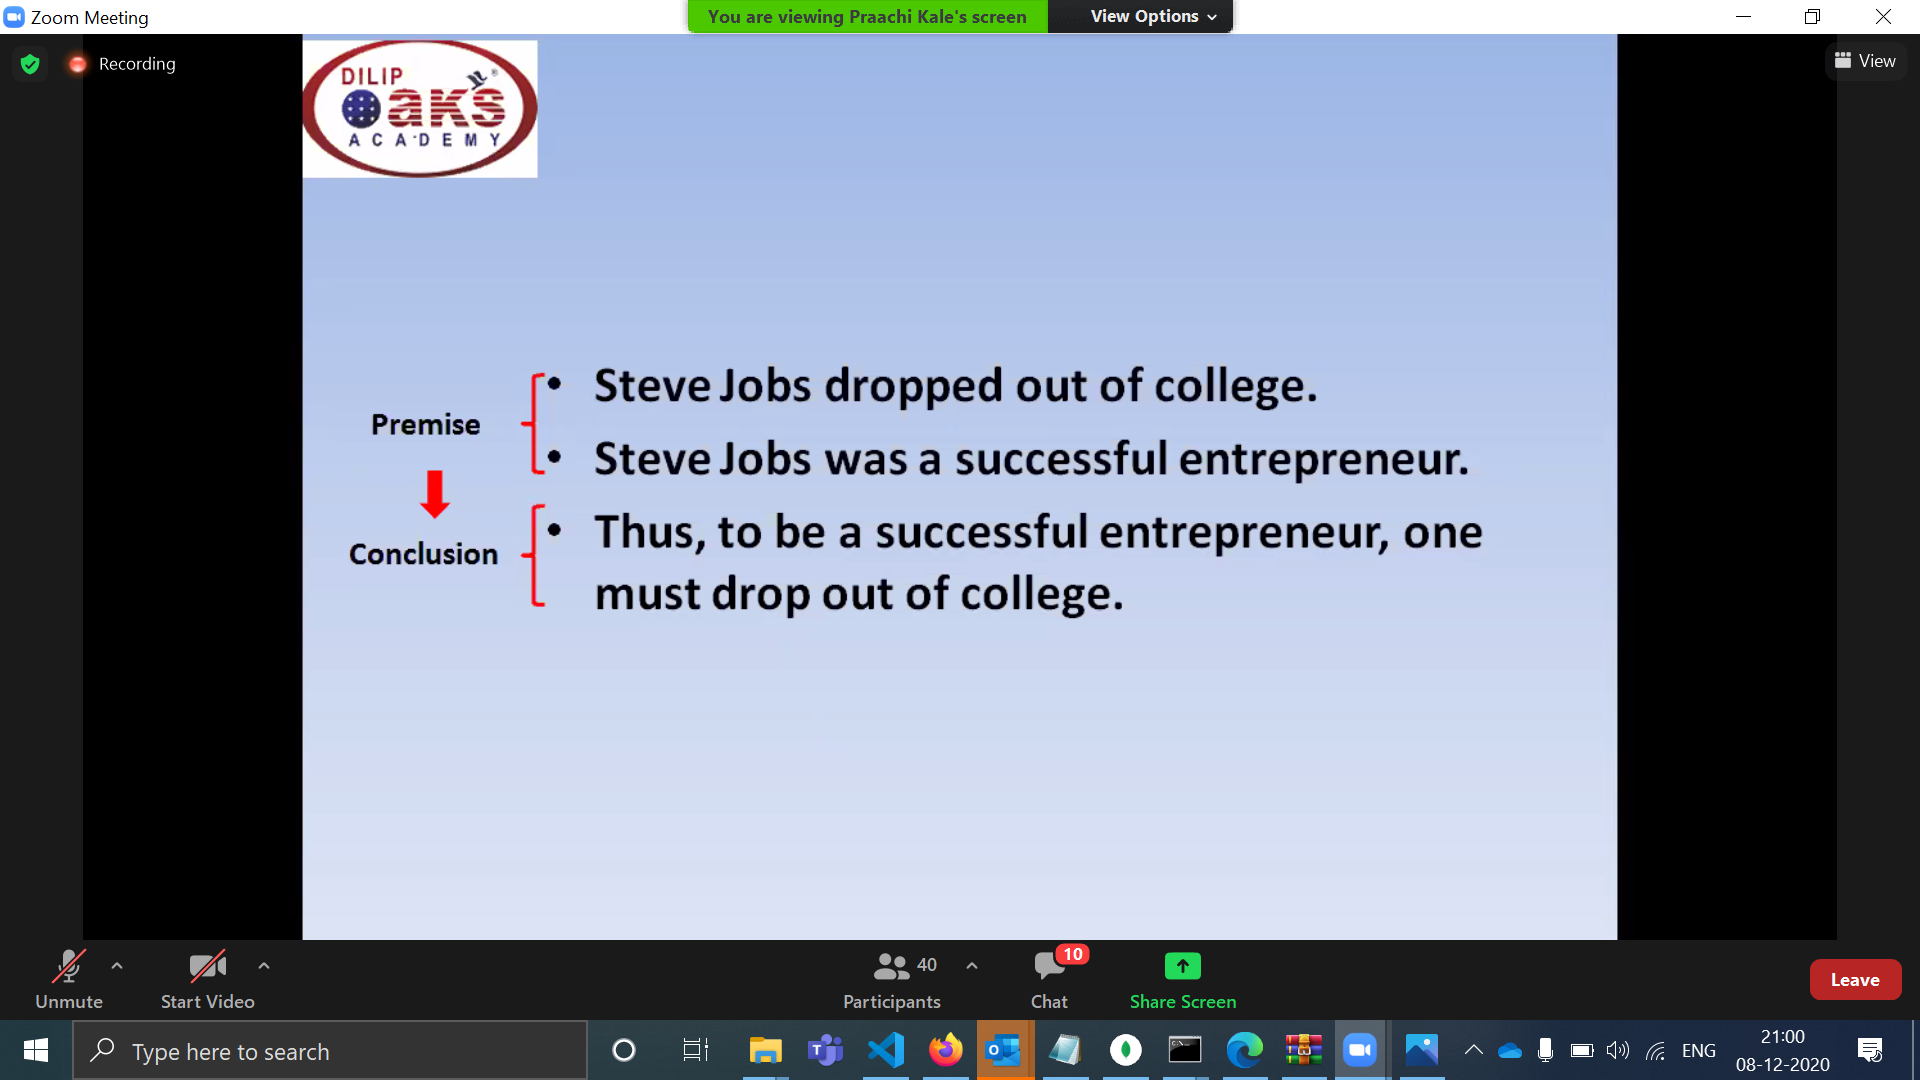 Zoom Meeting
You are viewing Praachi Kale's screen
View Options
Recording
View
DILIP
OAKS
ACADEMY
Premise
• Steve Jobs dropped out of college.
• Steve Jobs was a successful entrepreneur.
Conclusion
• Thus, to be a successful entrepreneur, one
must drop out of college.
Unmute
Start Video
40
Participants
10
Chat
Share Screen
Leave
Type here to search
ENG
21:00
08-12-2020